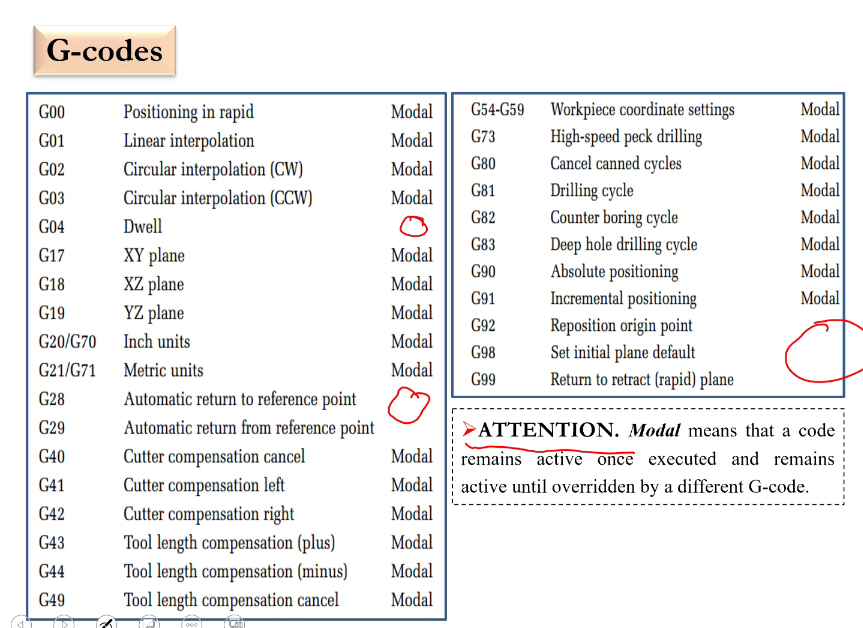 G-codes
G00 Positioning in rapid Modal
G01 Linear interpolation Modal
G02 Circular interpolation (CW) Modal
G03 Circular interpolation (CCW) Modal
G04 Dwell
G17 XY plane Modal
G18 XZ plane Modal
G19 YZ plane Modal
G20/G70 Inch units Modal
G21/G71 Metric units Modal
G28 Automatic return to reference point
G29 Automatic return from reference point
G40 Cutter compensation cancel Modal
G41 Cutter compensation left Modal
G42 Cutter compensation right Modal
G43 Tool length compensation (plus) Modal
G44 Tool length compensation (minus) Modal
G49 Tool length compensation cancel Modal
G54-G59 Workpiece coordinate settings Modal
G73 High-speed peck drilling Modal
G80 Cancel canned cycles Modal
G81 Drilling cycle Modal
G82 Counter boring cycle Modal
G83 Deep hole drilling cycle Modal
G90 Absolute positioning Modal
G91 Incremental positioning Modal
G92 Reposition origin point
G98 Set initial plane default
G99 Return to retract (rapid) plane
ATTENTION. Modal means that a code
remains active once executed and remains
active until overridden by a different G-code.